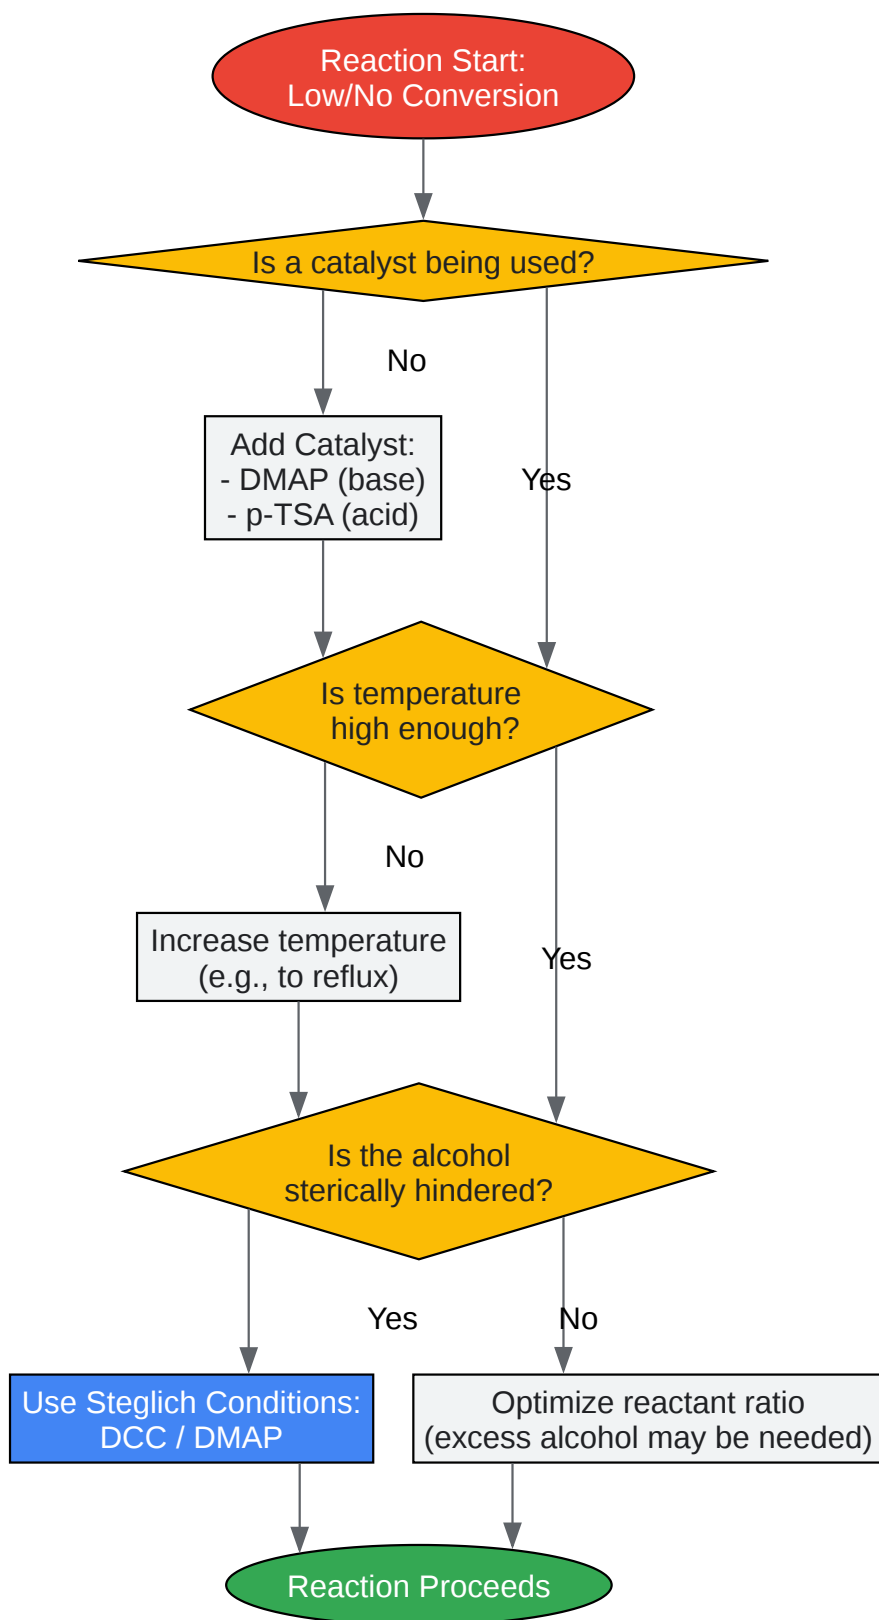 Reaction Start:
Low/No Conversion
Is a catalyst being used?
No
Add Catalyst:
- DMAP (base)
- p-TSA (acid)
Yes
Is temperature
high enough?
No
Increase temperature
(e.g., to reflux)
Yes
Is the alcohol
sterically hindered?
Yes
No
Use Steglich Conditions:
DCC / DMAP
Optimize reactant ratio
(excess alcohol may be needed)
Reaction Proceeds